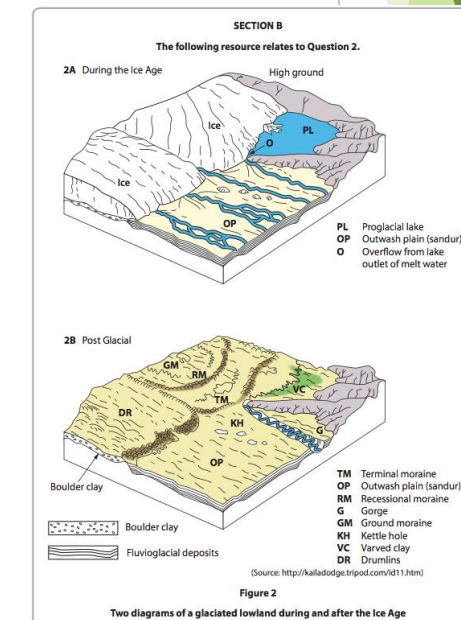 SECTION B
The following resource relates to Question 2.
2A During the Ice Age
High ground
Ice
PL
O
Ice
OP
PL Proglacial lake
OP Outwash plain (sandur)
O Overflow from lake
outlet of melt water
2B Post Glacial
GM
RM
VC
TM
DR
KH
G
OP
Boulder clay
TM Terminal moraine
OP Outwash plain (sandur)
RM Recessional moraine
G Gorge
GM Ground moraine
KH Kettle hole
VC Varved clay
DR Drumlins
Boulder clay
Fluvioglacial deposits
(Source: http://kailadodge.tripod.com/id11.htm)
Figure 2
Two diagrams of a glaciated lowland during and after the Ice Age